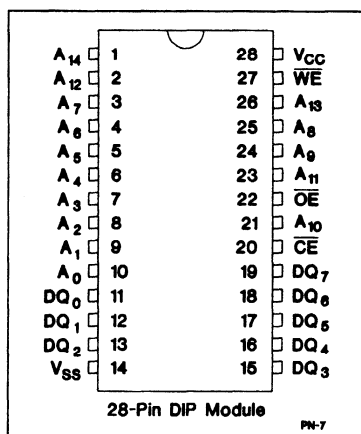 A14 1 28 VCC
A12 2 27 WE
A7 3 26 A13
A6 4 25 A8
A5 5 24 A9
A4 6 23 A11
A3 7 22 OE
A2 8 21 A10
A1 9 20 CE
A0 10 19 DQ7
DQ0 11 18 DQ6
DQ1 12 17 DQ5
DQ2 13 16 DQ4
VSS 14 15 DQ3
28-Pin DIP Module
PN-7